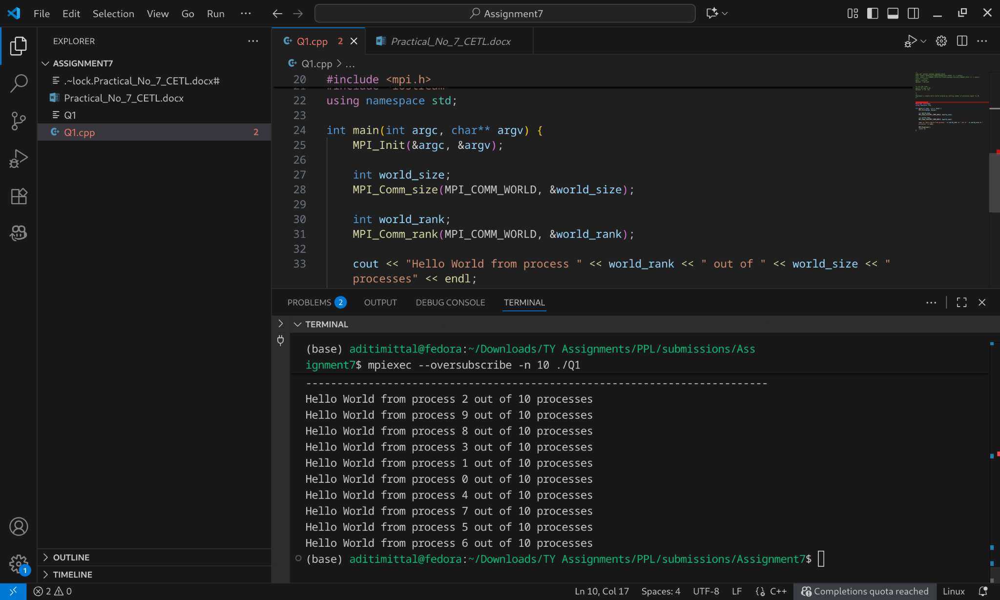 File Edit Selection View Go Run ··· Assignment7
EXPLORER ···
ASSIGNMENT7
.~lock.Practical_No_7_CETL.docx#
Practical_No_7_CETL.docx
Q1
Q1.cpp 2
OUTLINE
TIMELINE
1
Q1.cpp 2 Practical_No_7_CETL.docx
Q1.cpp > ...
20 #include <mpi.h>
22 using namespace std;
23
24 int main(int argc, char** argv) {
25 MPI_Init(&argc, &argv);
26
27 int world_size;
28 MPI_Comm_size(MPI_COMM_WORLD, &world_size);
29
30 int world_rank;
31 MPI_Comm_rank(MPI_COMM_WORLD, &world_rank);
32
33 cout << "Hello World from process " << world_rank << " out of " << world_size << "
processes" << endl;
PROBLEMS 2 OUTPUT DEBUG CONSOLE TERMINAL
TERMINAL
(base) aditimittal@fedora:~/Downloads/TY Assignments/PPL/submissions/Ass
ignment7$ mpiexec --oversubscribe -n 10 ./Q1
--------------------------------------------------------------------------
Hello World from process 2 out of 10 processes
Hello World from process 9 out of 10 processes
Hello World from process 8 out of 10 processes
Hello World from process 3 out of 10 processes
Hello World from process 1 out of 10 processes
Hello World from process 0 out of 10 processes
Hello World from process 4 out of 10 processes
Hello World from process 7 out of 10 processes
Hello World from process 5 out of 10 processes
Hello World from process 6 out of 10 processes
(base) aditimittal@fedora:~/Downloads/TY Assignments/PPL/submissions/Assignment7$
2 0 Ln 10, Col 17 Spaces: 4 UTF-8 LF C++ Completions quota reached Linux